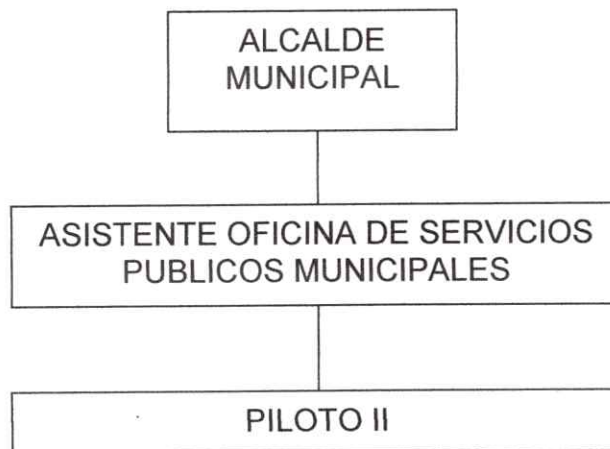 ALCALDE
MUNICIPAL
ASISTENTE OFICINA DE SERVICIOS
PUBLICOS MUNICIPALES
PILOTO II